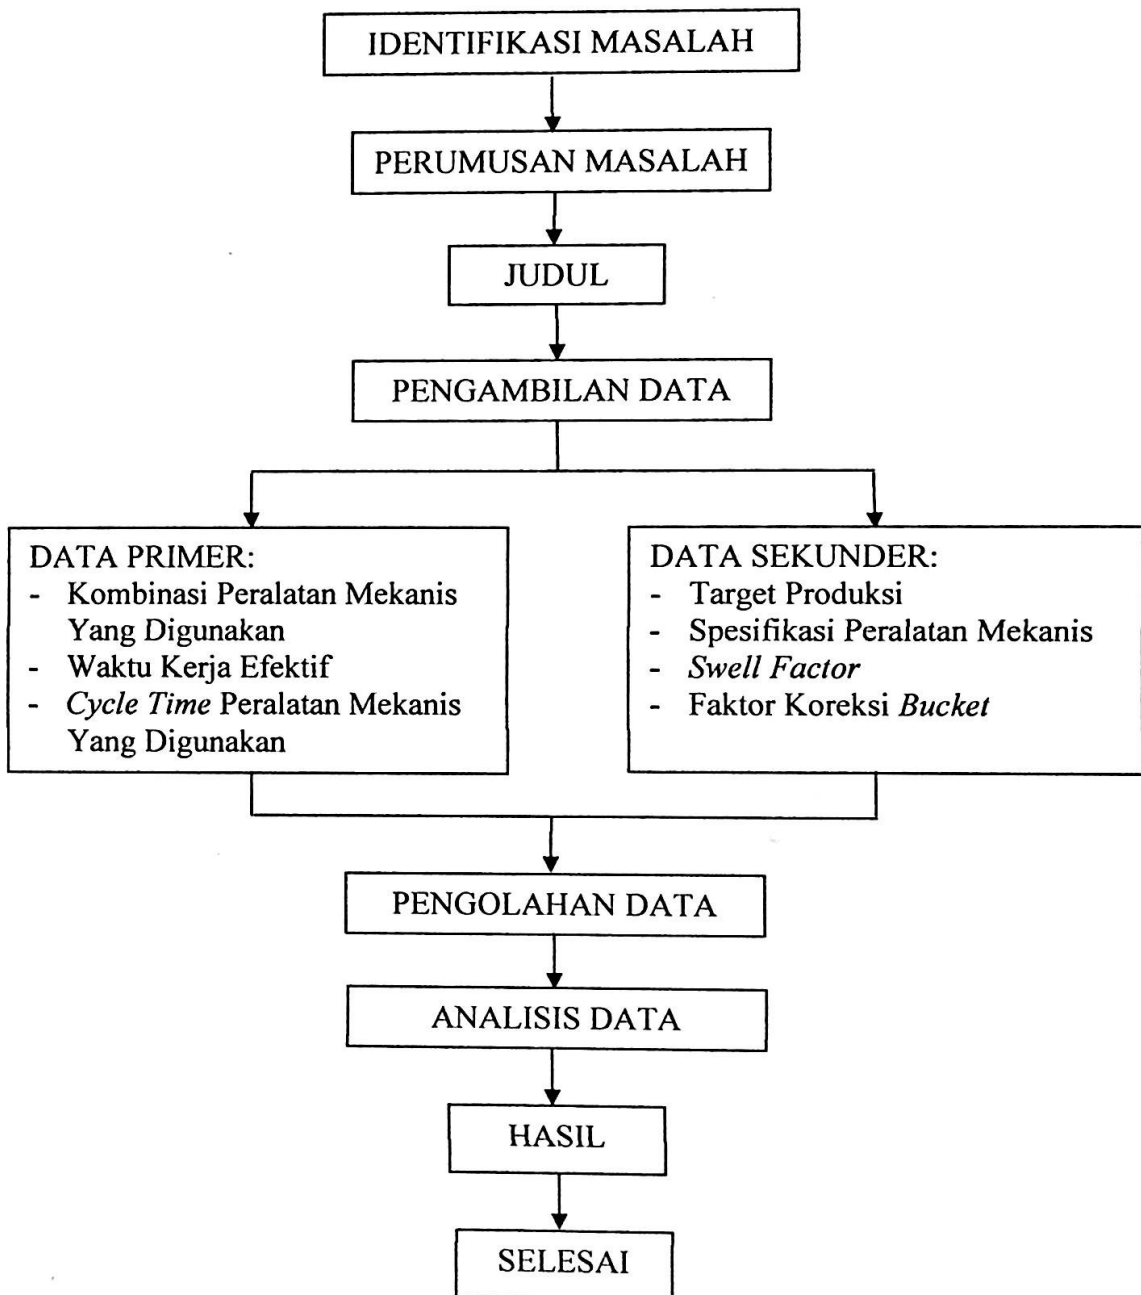 IDENTIFIKASI MASALAH
PERUMUSAN MASALAH
JUDUL
PENGAMBILAN DATA
DATA PRIMER:
- Kombinasi Peralatan Mekanis
Yang Digunakan
- Waktu Kerja Efektif
- Cycle Time Peralatan Mekanis
Yang Digunakan
DATA SEKUNDER:
- Target Produksi
- Spesifikasi Peralatan Mekanis
- Swell Factor
- Faktor Koreksi Bucket
PENGOLAHAN DATA
ANALISIS DATA
HASIL
SELESAI